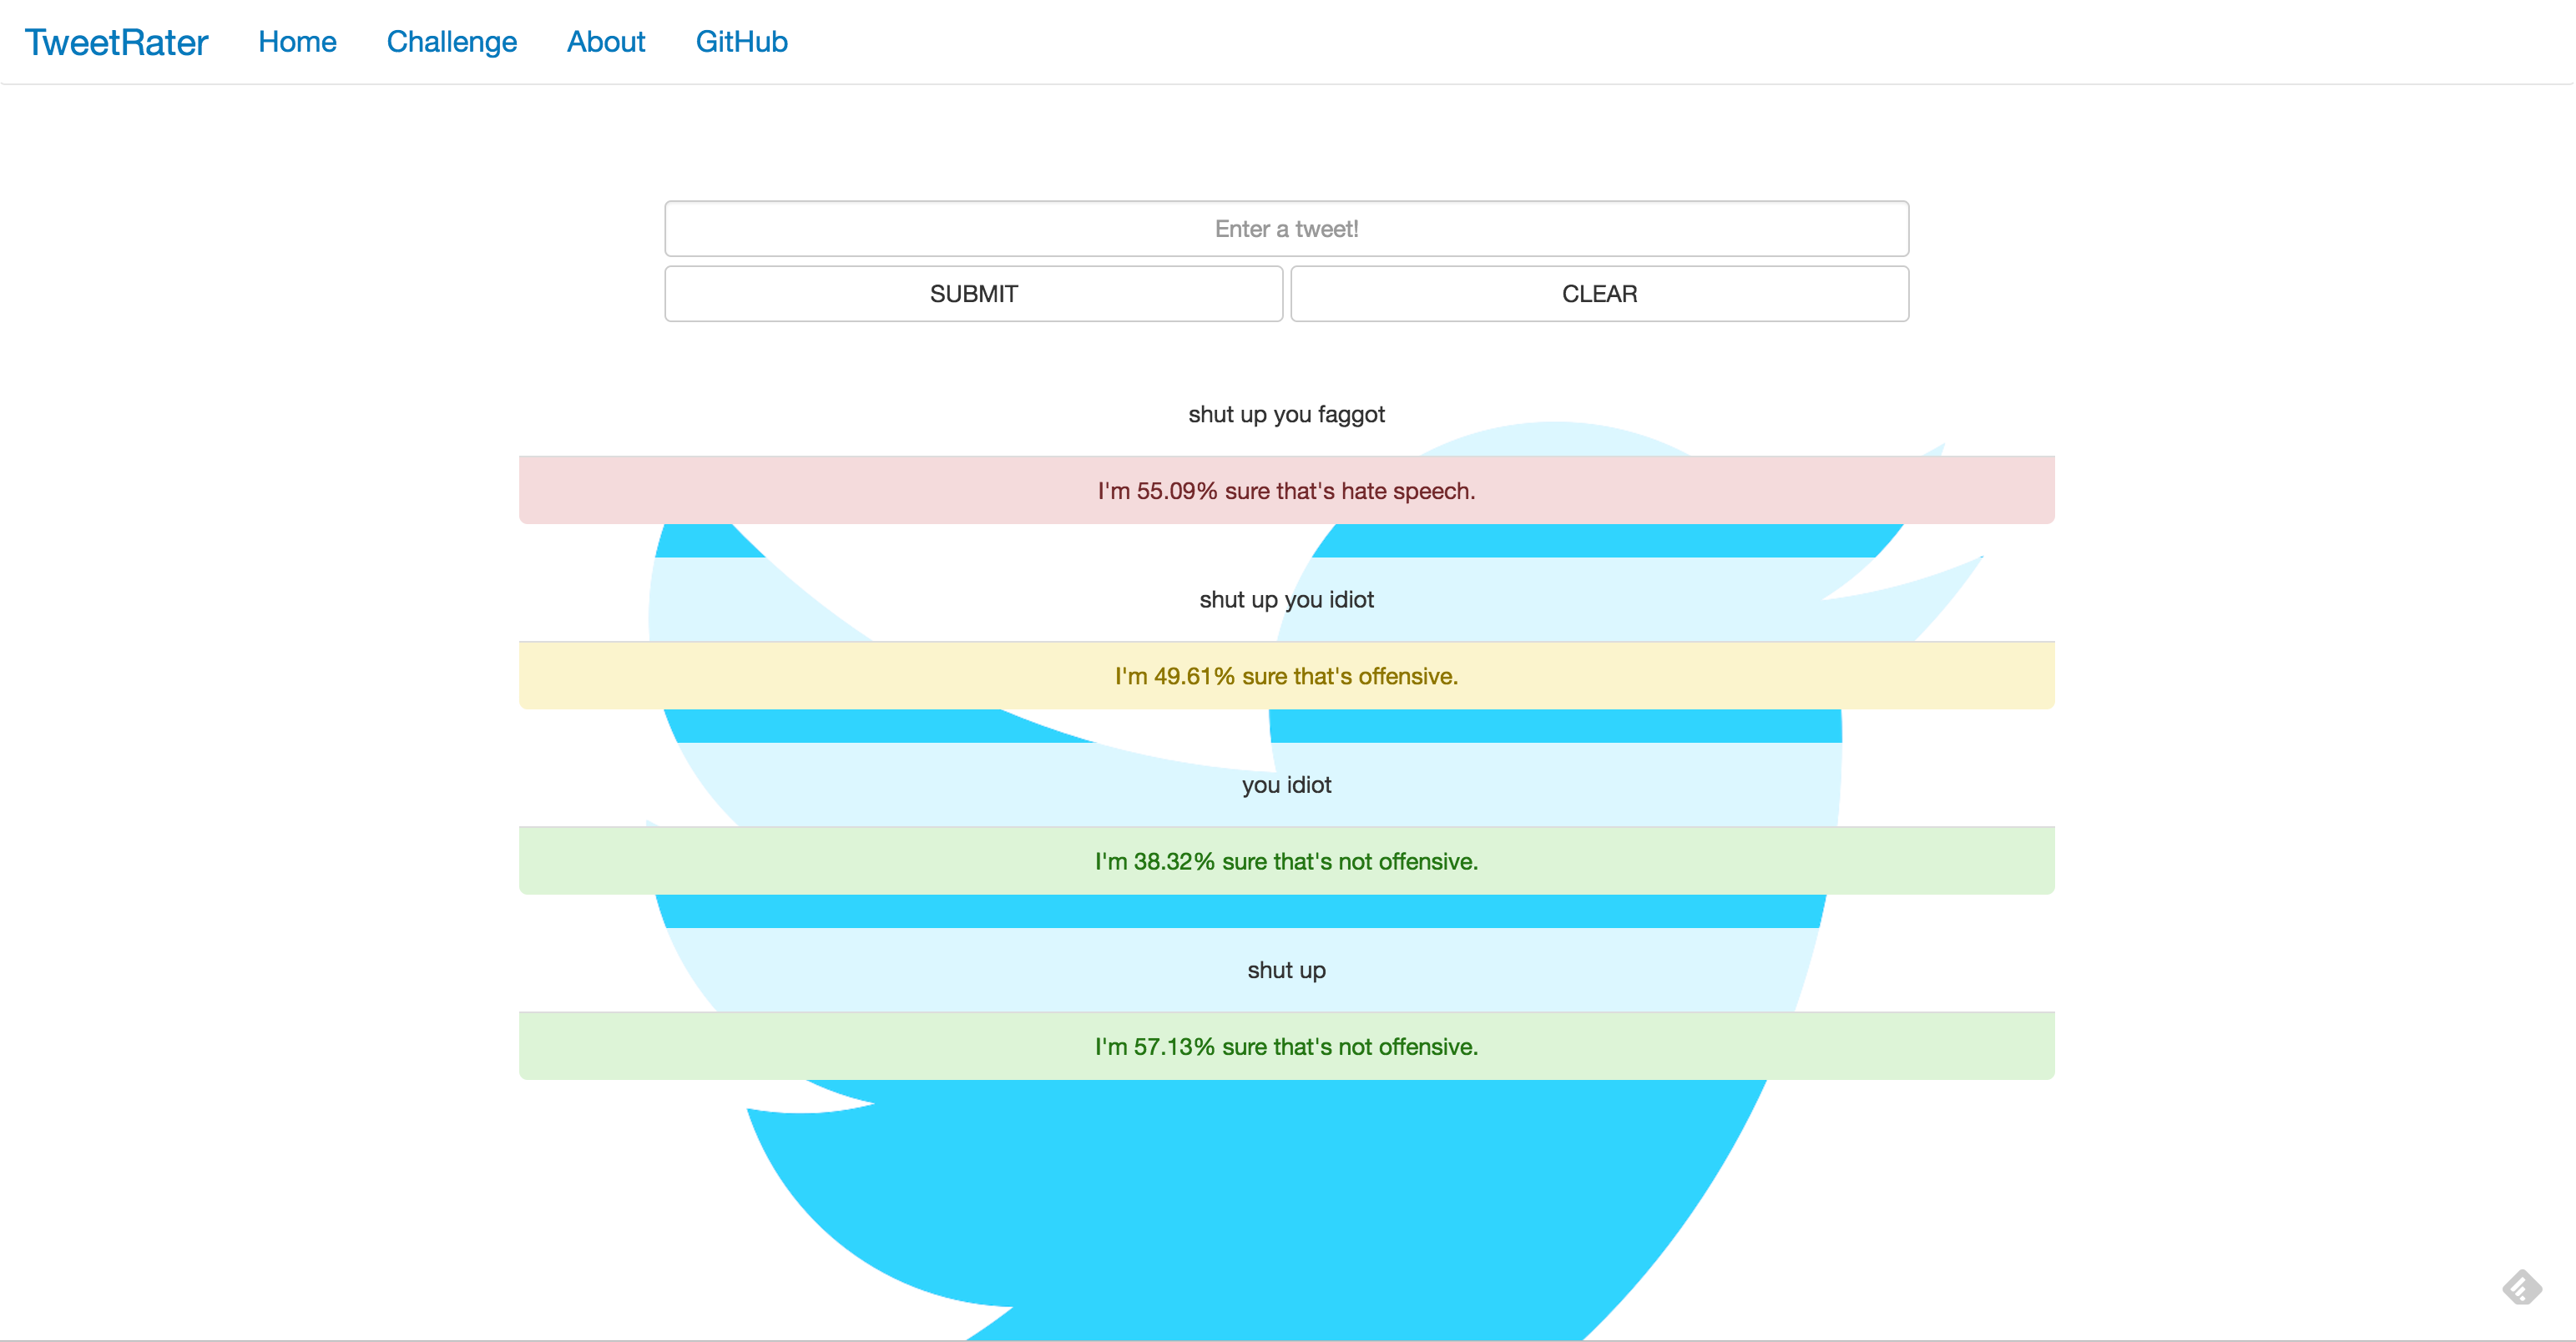 TweetRater Home Challenge About GitHub
Enter a tweet!
SUBMIT CLEAR
shut up you faggot
I'm 55.09% sure that's hate speech.
shut up you idiot
I'm 49.61% sure that's offensive.
you idiot
I'm 38.32% sure that's not offensive.
shut up
I'm 57.13% sure that's not offensive.